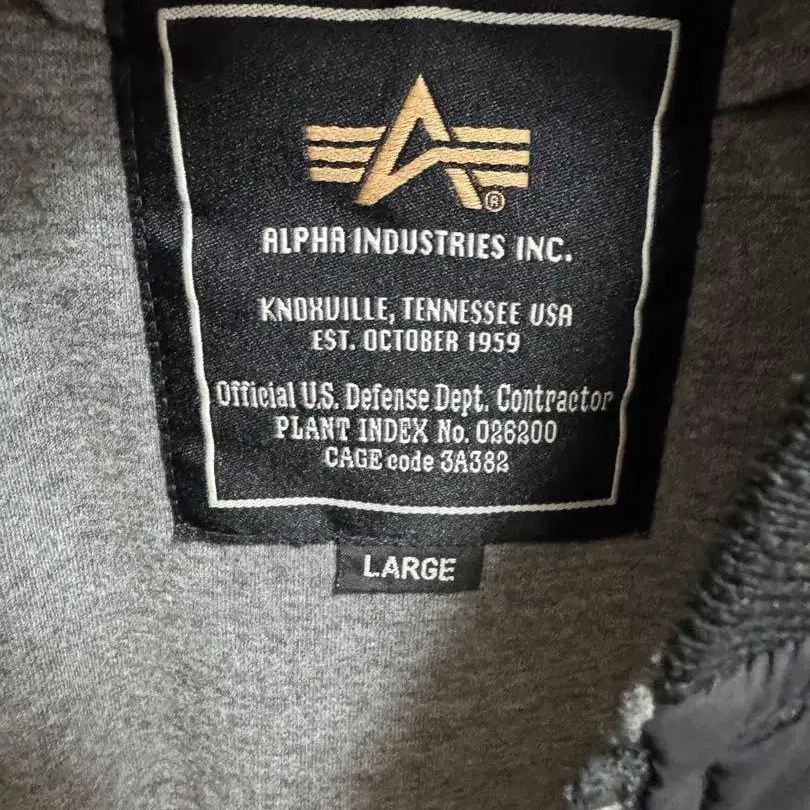 ®
ALPHA INDUSTRIES INC.
KNOXVILLE, TENNESSEE USA
EST. OCTOBER 1959
Official U.S. Defense Dept. Contractor
PLANT INDEX No. 026200
CAGE code 3A382
LARGE